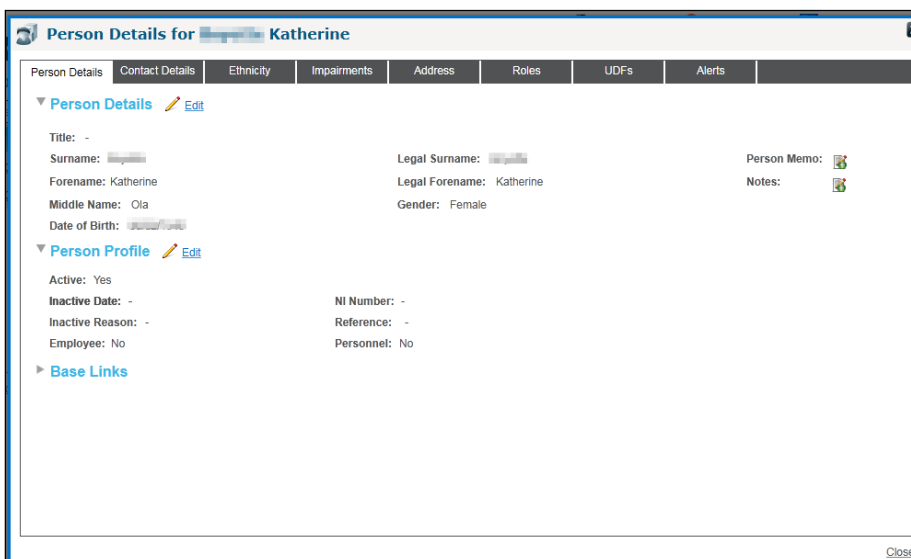 Person Details for Katherine
Person Details Contact Details Ethnicity Impairments Address Roles UDFs Alerts
Person Details Edit
Title: -
Surname: Legal Surname: Person Memo:
Forename: Katherine Legal Forename: Katherine Notes:
Middle Name: Ola Gender: Female
Date of Birth:
Person Profile Edit
Active: Yes
Inactive Date: - NI Number: -
Inactive Reason: - Reference: -
Employee: No Personnel: No
Base Links
Close